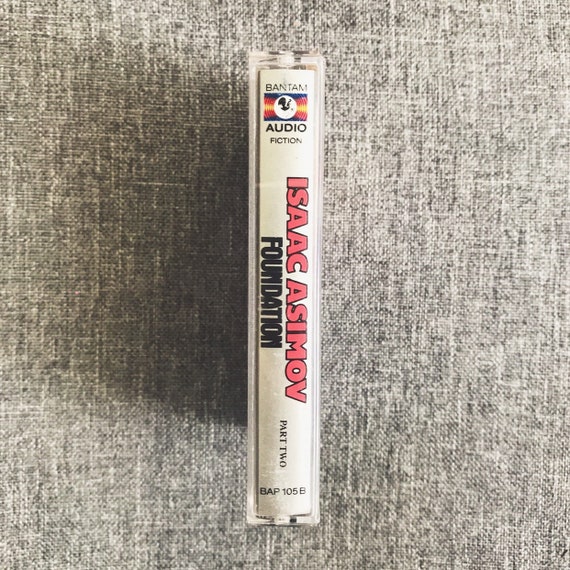 BANTAM
AUDIO
FICTION
ISAAC ASIMOV
FOUNDATION
PART TWO
BAP 105 B